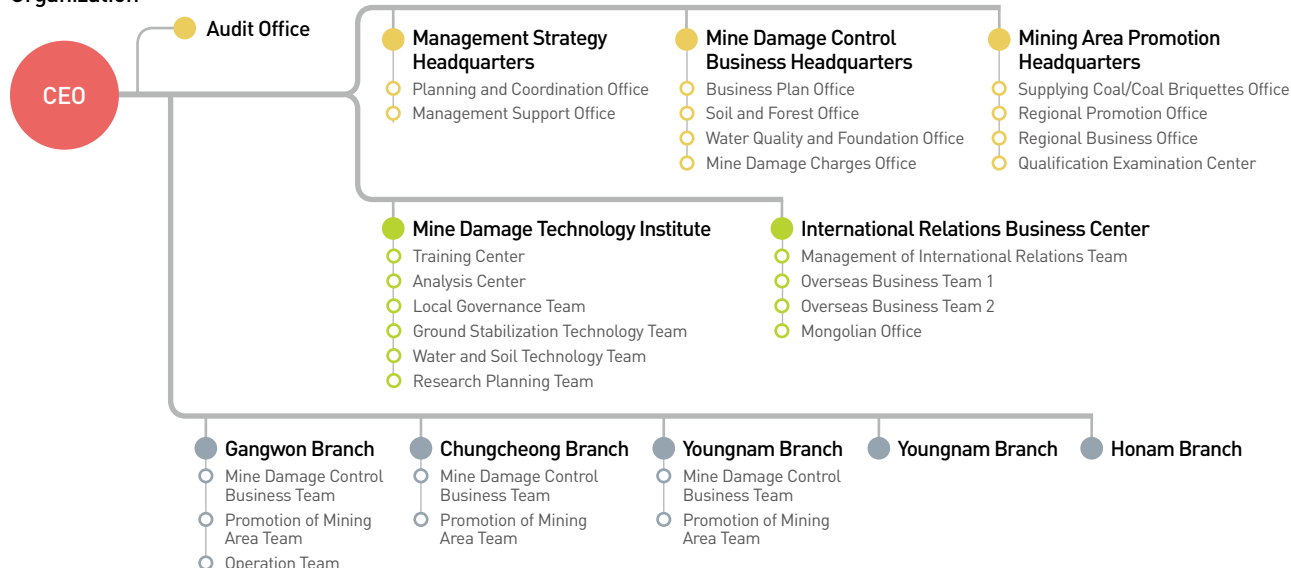 Organization
CEO
Audit Office
Management Strategy
Headquarters
Planning and Coordination Office
Management Support Office
Mine Damage Control
Business Headquarters
Business Plan Office
Soil and Forest Office
Water Quality and Foundation Office
Mine Damage Charges Office
Mining Area Promotion
Headquarters
Supplying Coal/Coal Briquettes Office
Regional Promotion Office
Regional Business Office
Qualification Examination Center
Mine Damage Technology Institute
Training Center
Analysis Center
Local Governance Team
Ground Stabilization Technology Team
Water and Soil Technology Team
Research Planning Team
International Relations Business Center
Management of International Relations Team
Overseas Business Team 1
Overseas Business Team 2
Mongolian Office
Gangwon Branch
Mine Damage Control
Business Team
Promotion of Mining
Area Team
Operation Team
Chungcheong Branch
Mine Damage Control
Business Team
Promotion of Mining
Area Team
Youngnam Branch
Mine Damage Control
Business Team
Promotion of Mining
Area Team
Youngnam Branch
Honam Branch